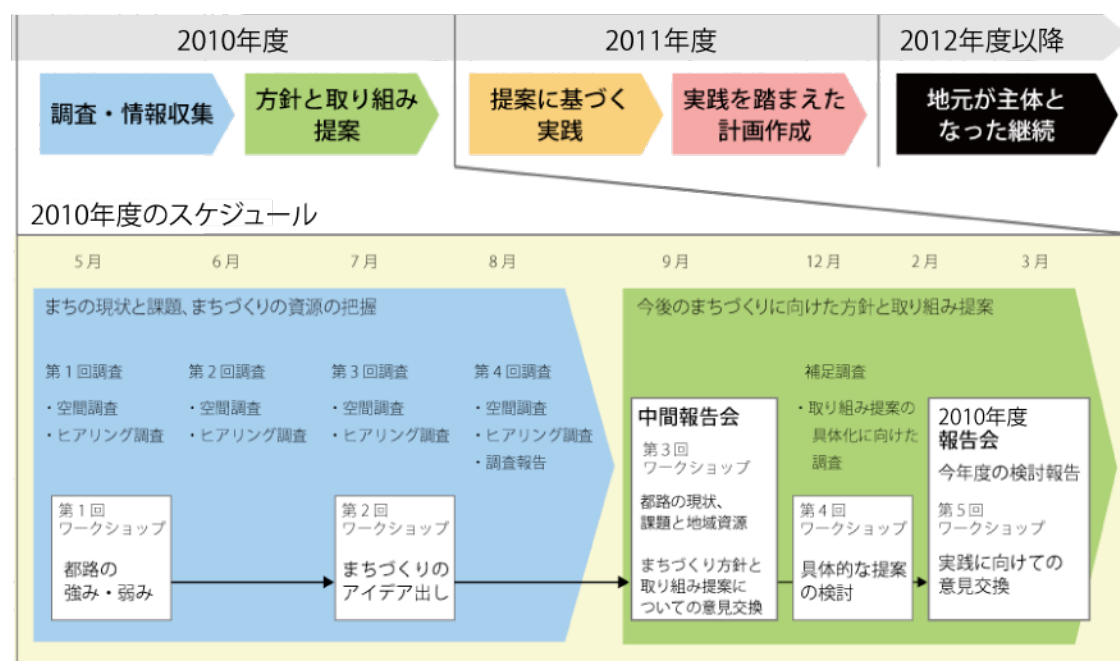 2010年度
2011年度
2012年度以降
調査・情報収集
方針と取り組み
提案
提案に基づく
実践
実践を踏まえた
計画作成
地元が主体と
なった継続
2010年度のスケジュール
5月
6月
7月
8月
9月
12月
2月
3月
まちの現状と課題、まちづくりの資源の把握
第1回調査
・空間調査
・ヒアリング調査
第2回調査
・空間調査
・ヒアリング調査
第3回調査
・空間調査
・ヒアリング調査
第4回調査
・空間調査
・ヒアリング調査
・調査報告
第1回
ワークショップ
都路の
強み・弱み
第2回
ワークショップ
まちづくりの
アイデア出し
今後のまちづくりに向けた方針と取り組み提案
中間報告会
第3回
ワークショップ
都路の現状、
課題と地域資源
まちづくり方針と
取り組み提案に
ついての意見交換
補足調査
・取り組み提案の
具体化に向けた
調査
第4回
ワークショップ
具体的な提案
の検討
2010年度
報告会
今年度の検討報告
第5回
ワークショップ
実践に向けての
意見交換